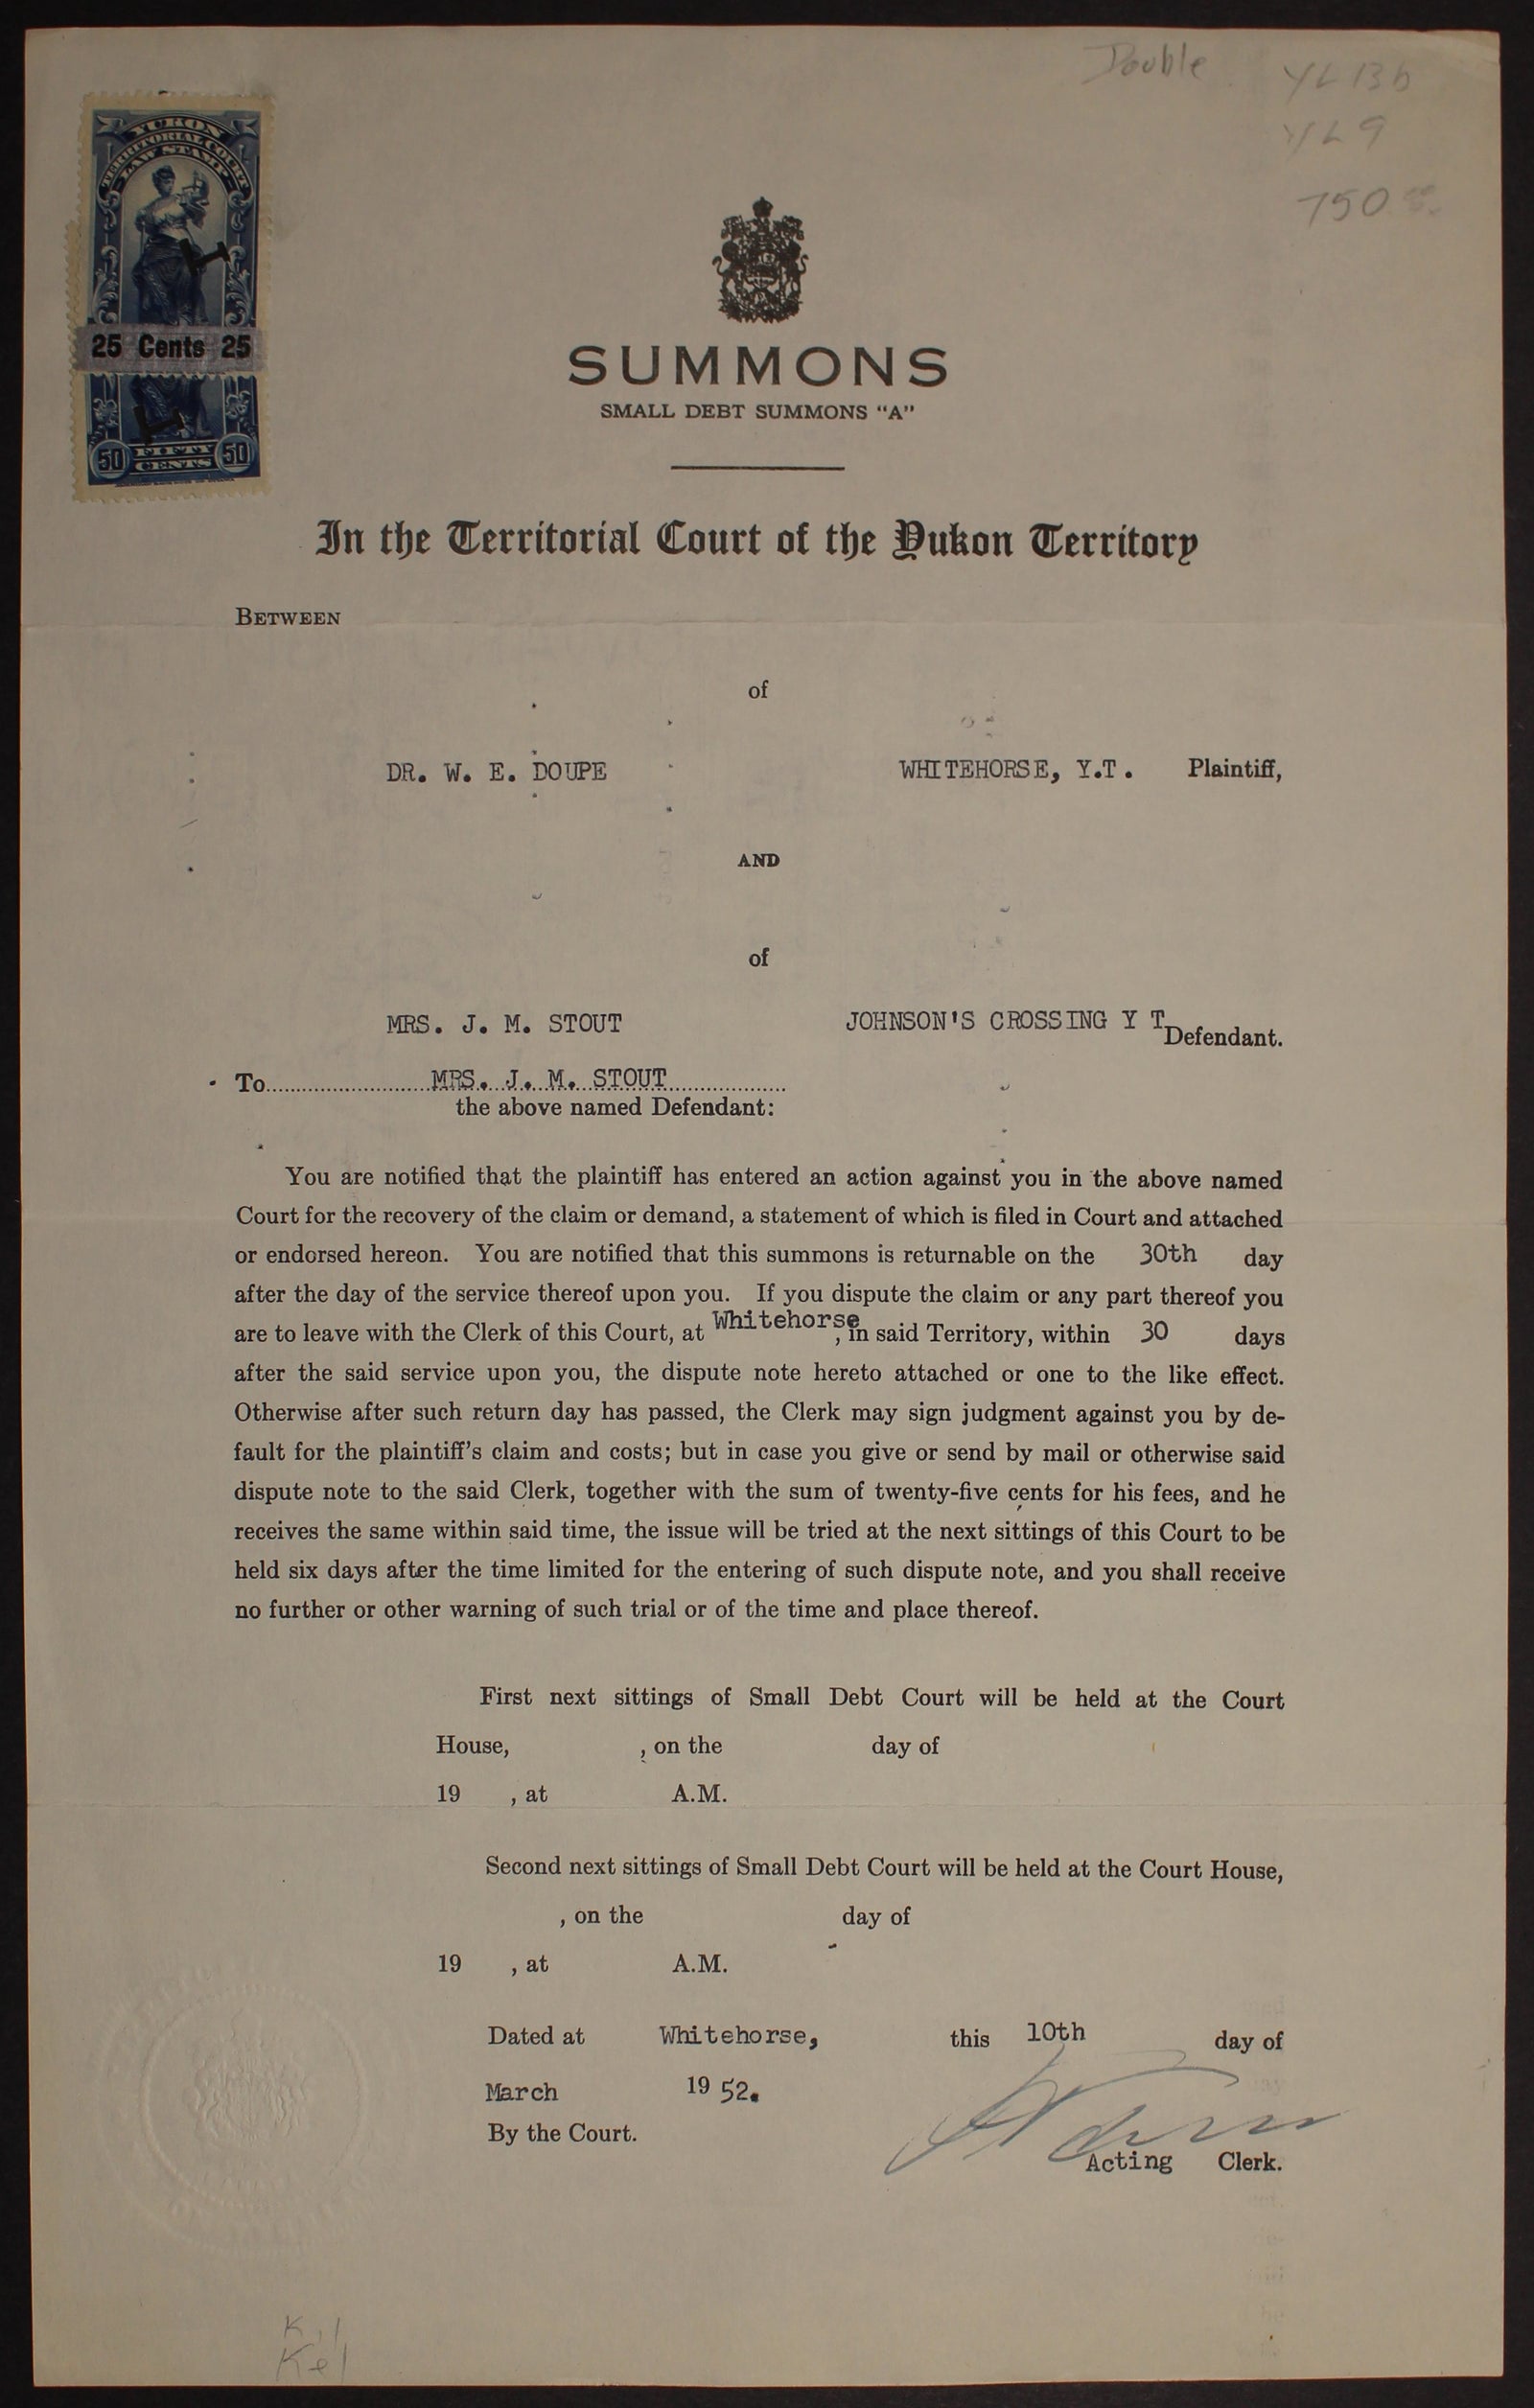 Double YL13b
YL9
750
YUKON
TERRITORIAL COURT
LAW STAMP
25 Cents 25
50 FIFTY CENTS 50
SUMMONS
SMALL DEBT SUMMONS "A"
In the Territorial Court of the Yukon Territory
BETWEEN
of
DR. W. E. DOUPE WHITEHORSE, Y.T. Plaintiff,
AND
of
MRS. J. M. STOUT JOHNSON'S CROSSING Y T Defendant.
To MRS. J. M. STOUT
the above named Defendant:
You are notified that the plaintiff has entered an action against you in the above named
Court for the recovery of the claim or demand, a statement of which is filed in Court and attached
or endorsed hereon. You are notified that this summons is returnable on the 30th day
after the day of the service thereof upon you. If you dispute the claim or any part thereof you
are to leave with the Clerk of this Court, at Whitehorse, in said Territory, within 30 days
after the said service upon you, the dispute note hereto attached or one to the like effect.
Otherwise after such return day has passed, the Clerk may sign judgment against you by de-
fault for the plaintiff's claim and costs; but in case you give or send by mail or otherwise said
dispute note to the said Clerk, together with the sum of twenty-five cents for his fees, and he
receives the same within said time, the issue will be tried at the next sittings of this Court to be
held six days after the time limited for the entering of such dispute note, and you shall receive
no further or other warning of such trial or of the time and place thereof.
First next sittings of Small Debt Court will be held at the Court
House, , on the day of
19 , at A.M.
Second next sittings of Small Debt Court will be held at the Court House,
, on the day of
19 , at A.M.
Dated at Whitehorse, this 10th day of
March 19 52.
By the Court.
Acting Clerk.